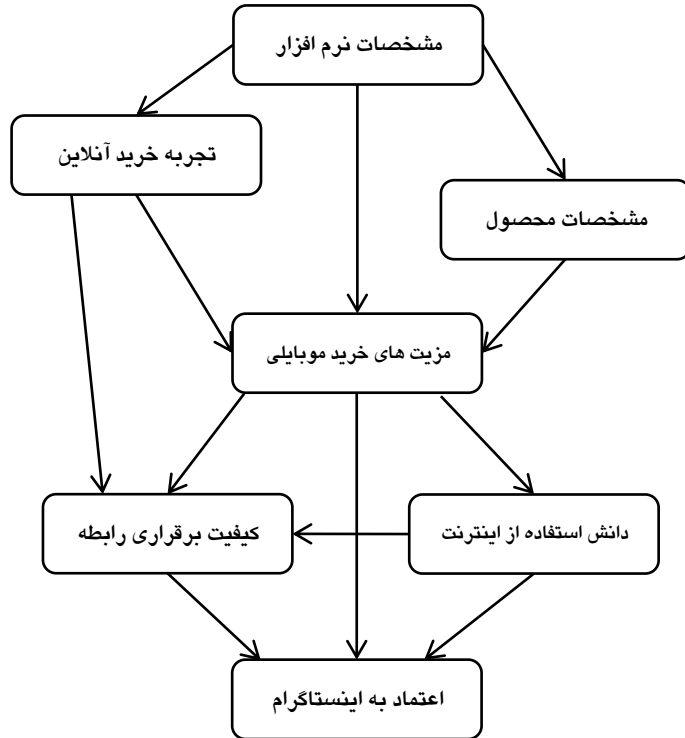 مشخصات نرم افزار
تجربه خرید آنلاین
مشخصات محصول
مزیت های خرید موبایلی
کیفیت برقراری رابطه
دانش استفاده از اینترنت
اعتماد به اینستاگرام